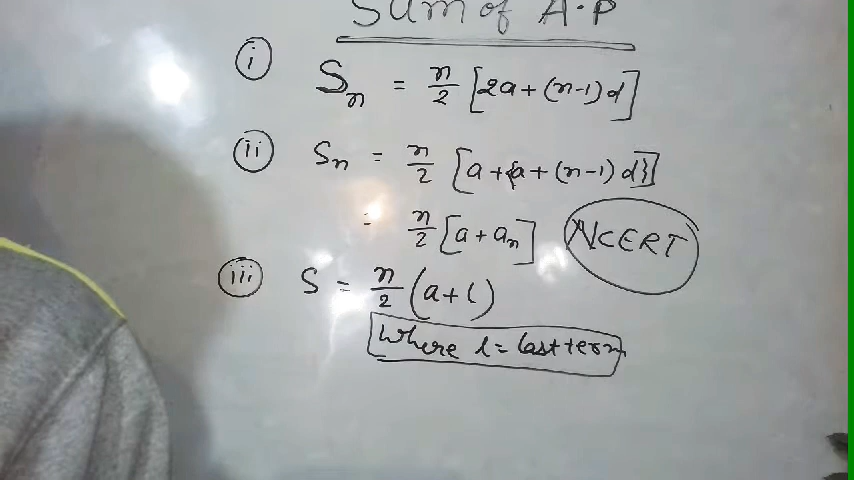 Sum of A.P
(i) Sn = n/2 [2a + (n-1)d]
(ii) Sn = n/2 [a + {a + (n-1)d}]
= n/2 [a + an] NCERT
(iii) S = n/2 (a + l)
Where l = last term